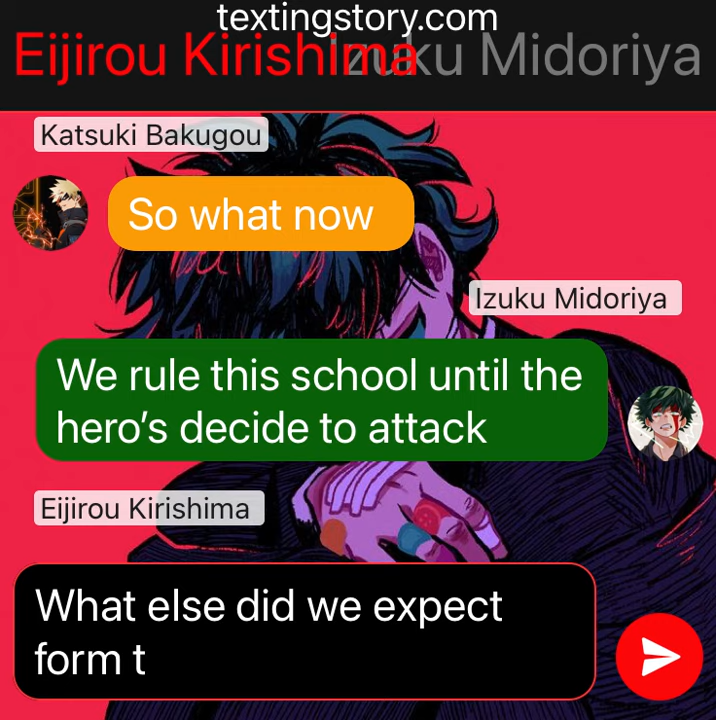 textingstory.com
Eijirou Kirishima
Izuku Midoriya
Katsuki Bakugou
So what now
Izuku Midoriya
We rule this school until the
hero’s decide to attack
Eijirou Kirishima
What else did we expect
form t